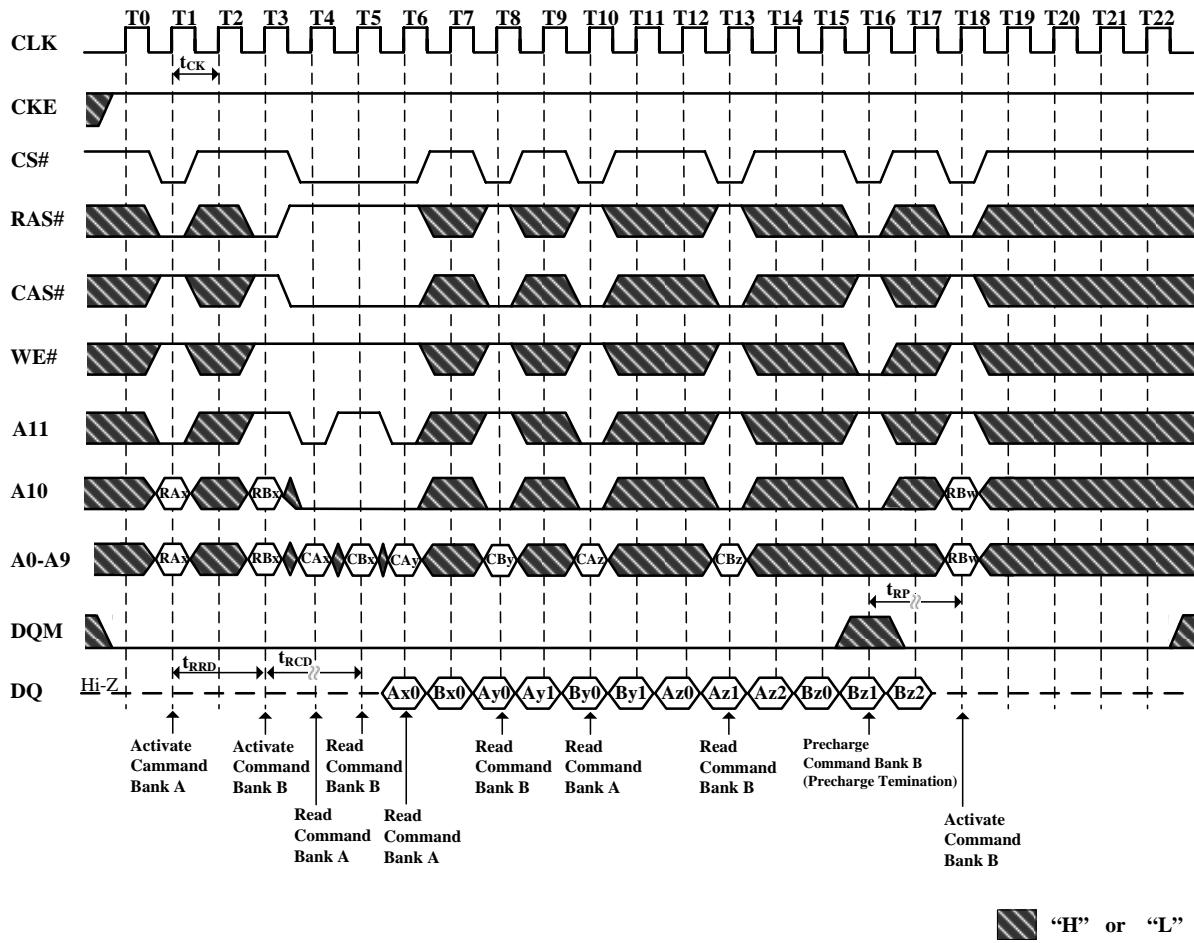 T0 T1 T2 T3 T4 T5 T6 T7 T8 T9 T10 T11 T12 T13 T14 T15 T16 T17 T18 T19 T20 T21 T22
CLK
tCK
CKE
CS#
RAS#
CAS#
WE#
A11
A10 RAx RBx RBw
A0-A9 RAx RBx CAx CBx CAy CBy CAz CBz RBw
tRP
DQM
tRRD tRCD
DQ Hi-Z Ax0 Bx0 Ay0 Ay1 By0 By1 Az0 Az1 Az2 Bz0 Bz1 Bz2
Activate
Cammand
Bank A
Activate
Command
Bank B
Read
Command
Bank B
Read
Command
Bank B
Read
Command
Bank A
Read
Command
Bank B
Precharge
Command Bank B
(Precharge Temination)
Read
Command
Bank A
Read
Command
Bank A
Activate
Command
Bank B
“H” or “L”